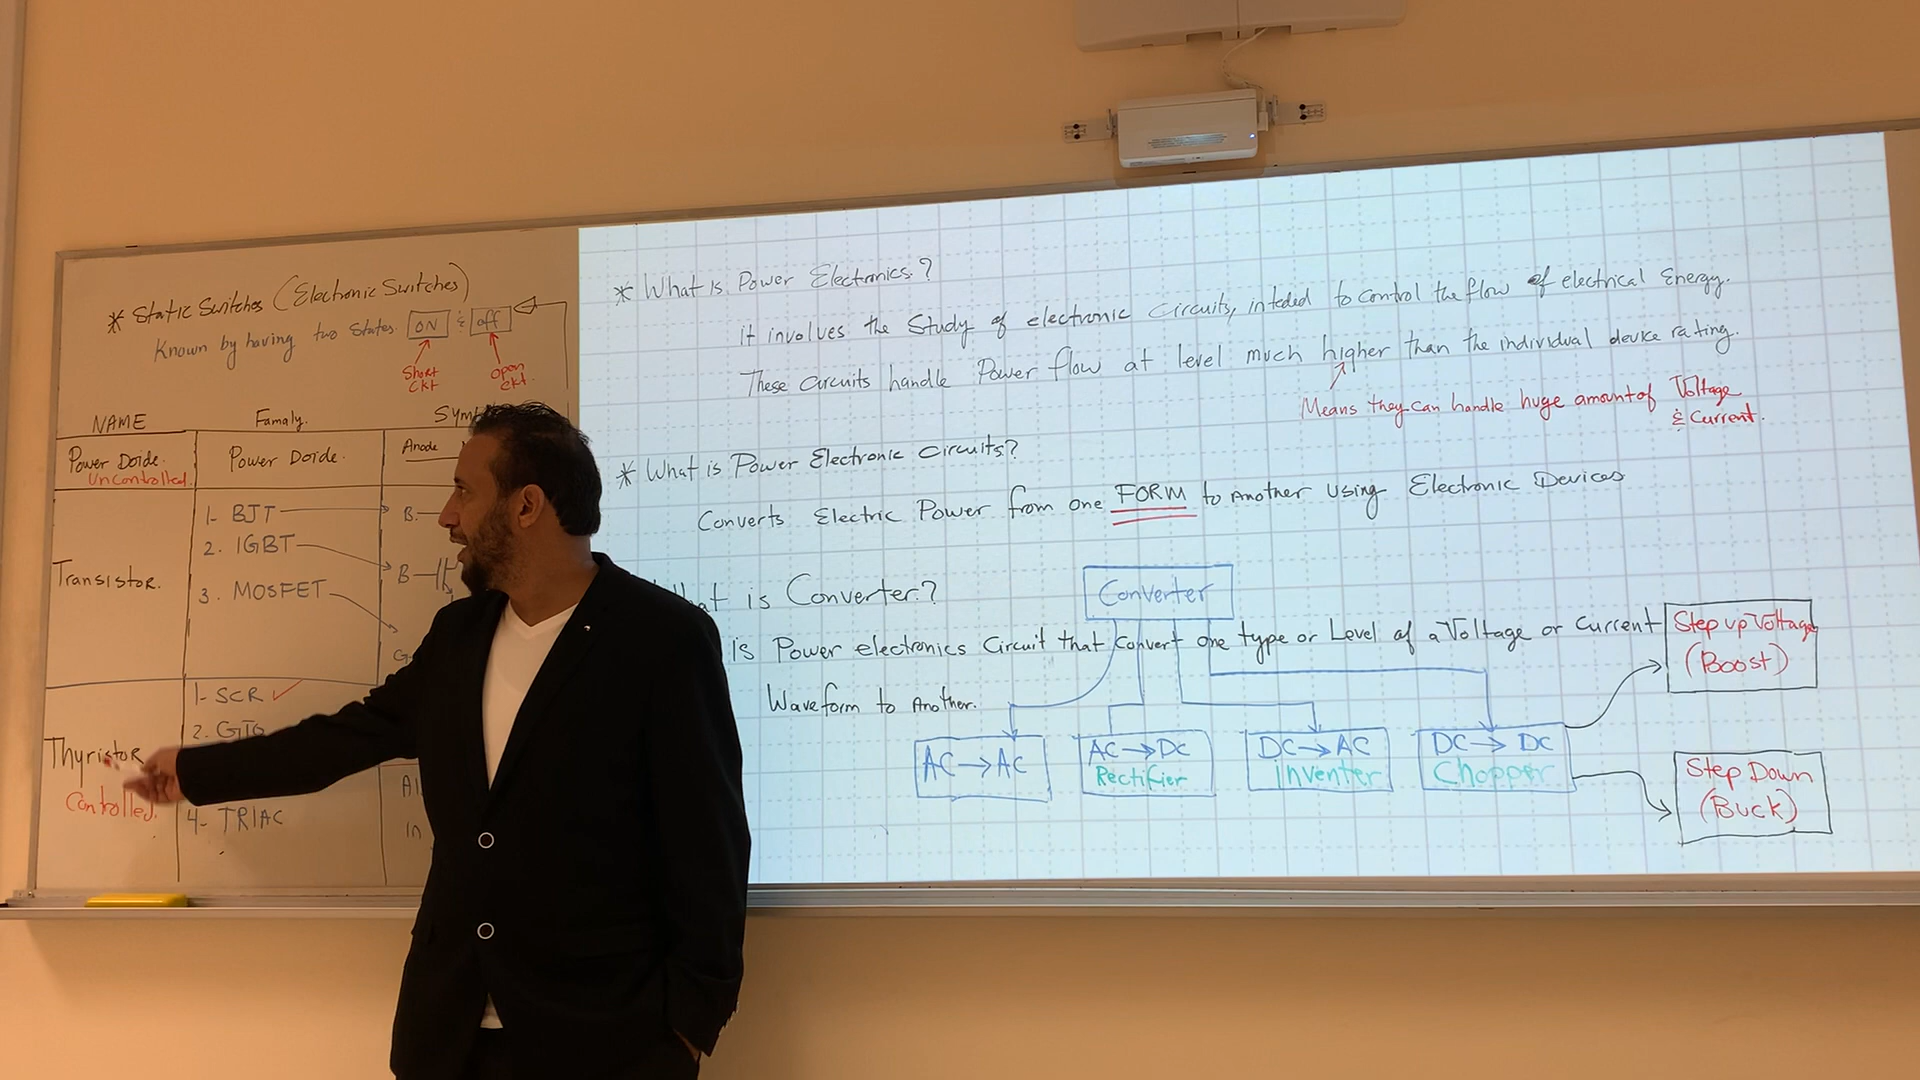 * Static Switches (Electronic Switches)
Known by having two States. ON & off
Short Ckt
open ckt.
NAME Famaly.
Power Doide. Power Doide. Anode
UnControlled.
1- BJT B.
2. IGBT B
Transistor.
3. MOSFET
G
1- SCR ✓
2. GTO
Thyristor
Controlled.
4- TRIAC
* What is Power Electronics?
it involves the Study of electronic Circuits, inteded to control the flow of electrical Energy.
These circuits handle Power flow at level much higher than the individual device rating.
Means they can handle huge amount of Voltage
& Current.
* What is Power Electronic Circuits?
Converts Electric Power from one FORM to Another Using Electronic Devices
is Converter?
Converter
is Power electronics Circuit that Convert one type or Level of a Voltage or Current
Waveform to Another.
Step up Voltage
(Boost)
AC → AC
AC → DC
Rectifier
DC → AC
inventer
DC → DC
Chopper
Step Down
(Buck)